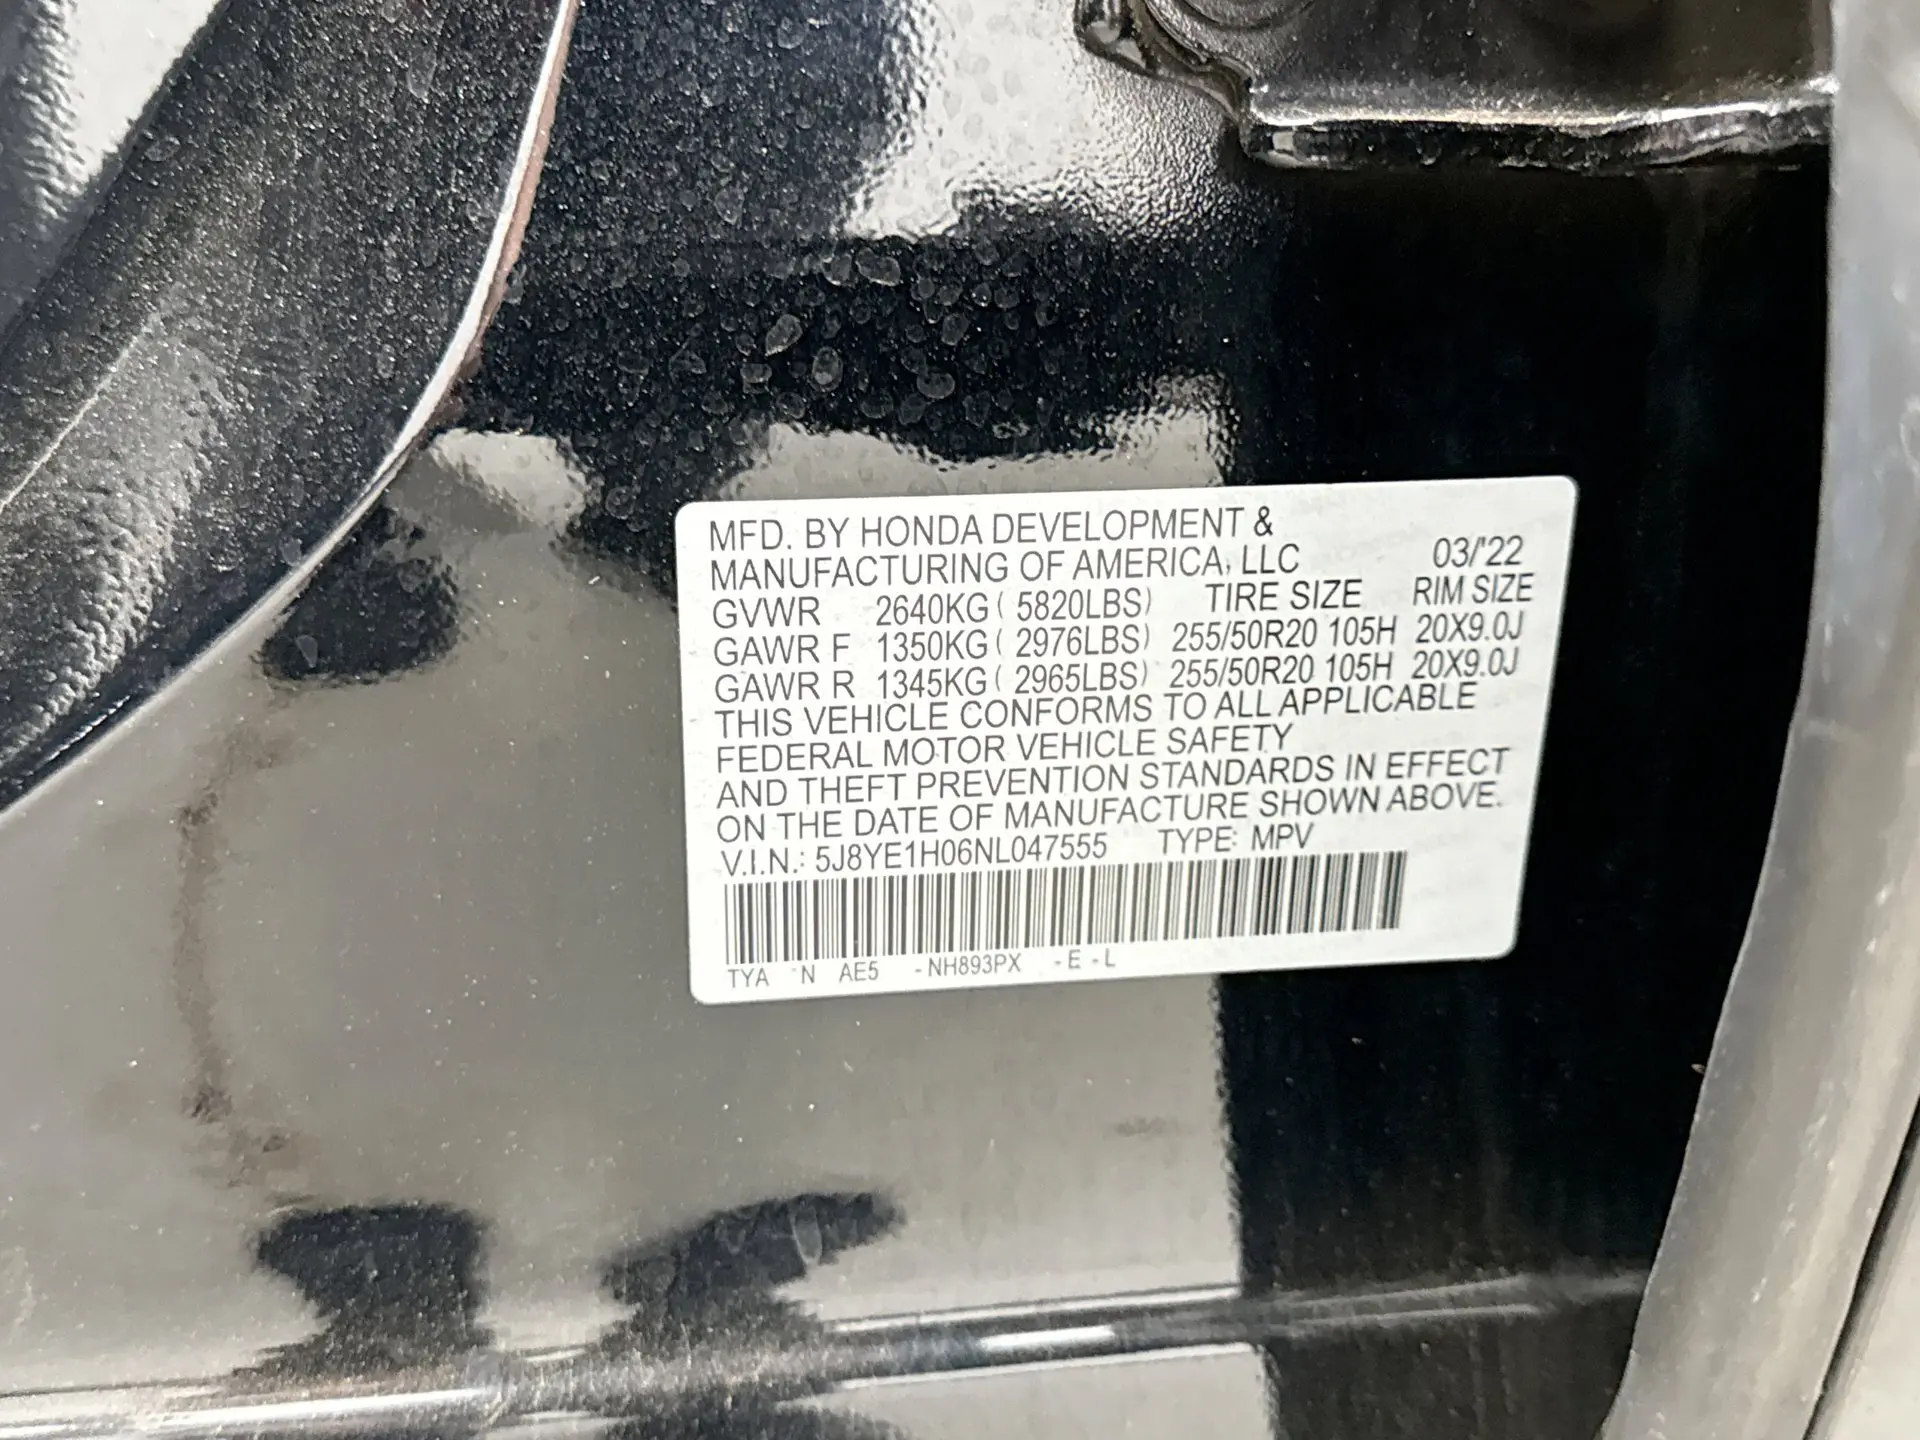 MFD. BY HONDA DEVELOPMENT &
MANUFACTURING OF AMERICA, LLC 03/'22
GVWR 2640KG ( 5820LBS) TIRE SIZE RIM SIZE
GAWR F 1350KG ( 2976LBS) 255/50R20 105H 20X9.0J
GAWR R 1345KG ( 2965LBS) 255/50R20 105H 20X9.0J
THIS VEHICLE CONFORMS TO ALL APPLICABLE
FEDERAL MOTOR VEHICLE SAFETY
AND THEFT PREVENTION STANDARDS IN EFFECT
ON THE DATE OF MANUFACTURE SHOWN ABOVE.
V.I.N.: 5J8YE1H06NL047555 TYPE: MPV
TYA N AE5 -NH893PX -E -L